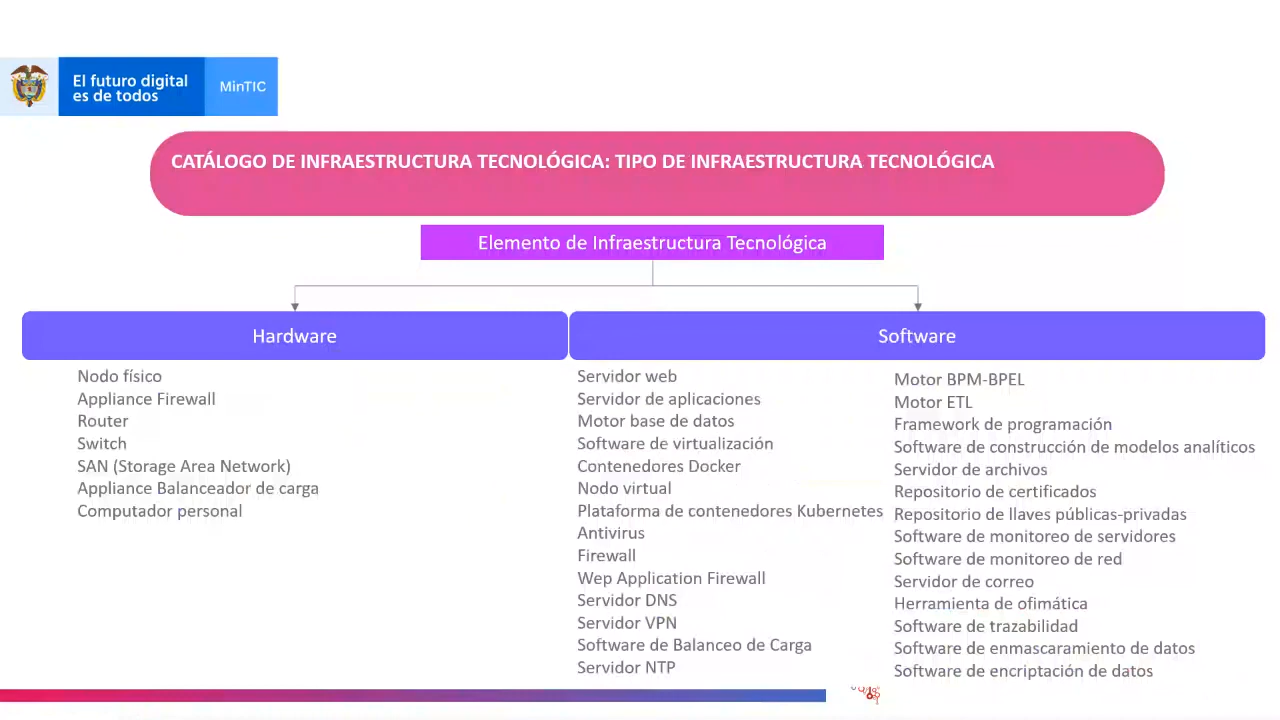 El futuro digital
es de todos
MinTIC
CATÁLOGO DE INFRAESTRUCTURA TECNOLÓGICA: TIPO DE INFRAESTRUCTURA TECNOLÓGICA
Elemento de Infraestructura Tecnológica
Hardware
Nodo físico
Appliance Firewall
Router
Switch
SAN (Storage Area Network)
Appliance Balanceador de carga
Computador personal
Software
Servidor web
Servidor de aplicaciones
Motor base de datos
Software de virtualización
Contenedores Docker
Nodo virtual
Plataforma de contenedores Kubernetes
Antivirus
Firewall
Wep Application Firewall
Servidor DNS
Servidor VPN
Software de Balanceo de Carga
Servidor NTP
Motor BPM-BPEL
Motor ETL
Framework de programación
Software de construcción de modelos analíticos
Servidor de archivos
Repositorio de certificados
Repositorio de llaves públicas-privadas
Software de monitoreo de servidores
Software de monitoreo de red
Servidor de correo
Herramienta de ofimática
Software de trazabilidad
Software de enmascaramiento de datos
Software de encriptación de datos